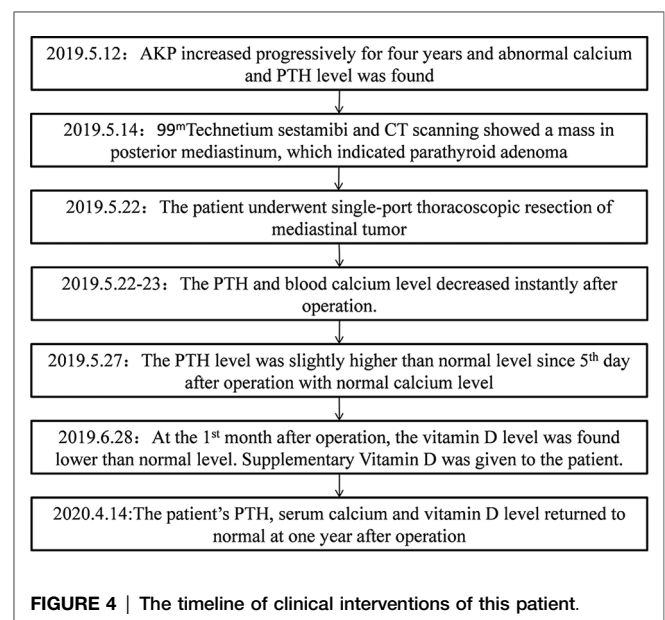 2019.5.12：AKP increased progressively for four years and abnormal calcium
and PTH level was found
2019.5.14：99ᵐTechnetium sestamibi and CT scanning showed a mass in
posterior mediastinum, which indicated parathyroid adenoma
2019.5.22：The patient underwent single-port thoracoscopic resection of
mediastinal tumor
2019.5.22-23：The PTH and blood calcium level decreased instantly after
operation.
2019.5.27：The PTH level was slightly higher than normal level since 5ᵗʰ day
after operation with normal calcium level
2019.6.28：At the 1ˢᵗ month after operation, the vitamin D level was found
lower than normal level. Supplementary Vitamin D was given to the patient.
2020.4.14:The patient’s PTH, serum calcium and vitamin D level returned to
normal at one year after operation
FIGURE 4 | The timeline of clinical interventions of this patient.